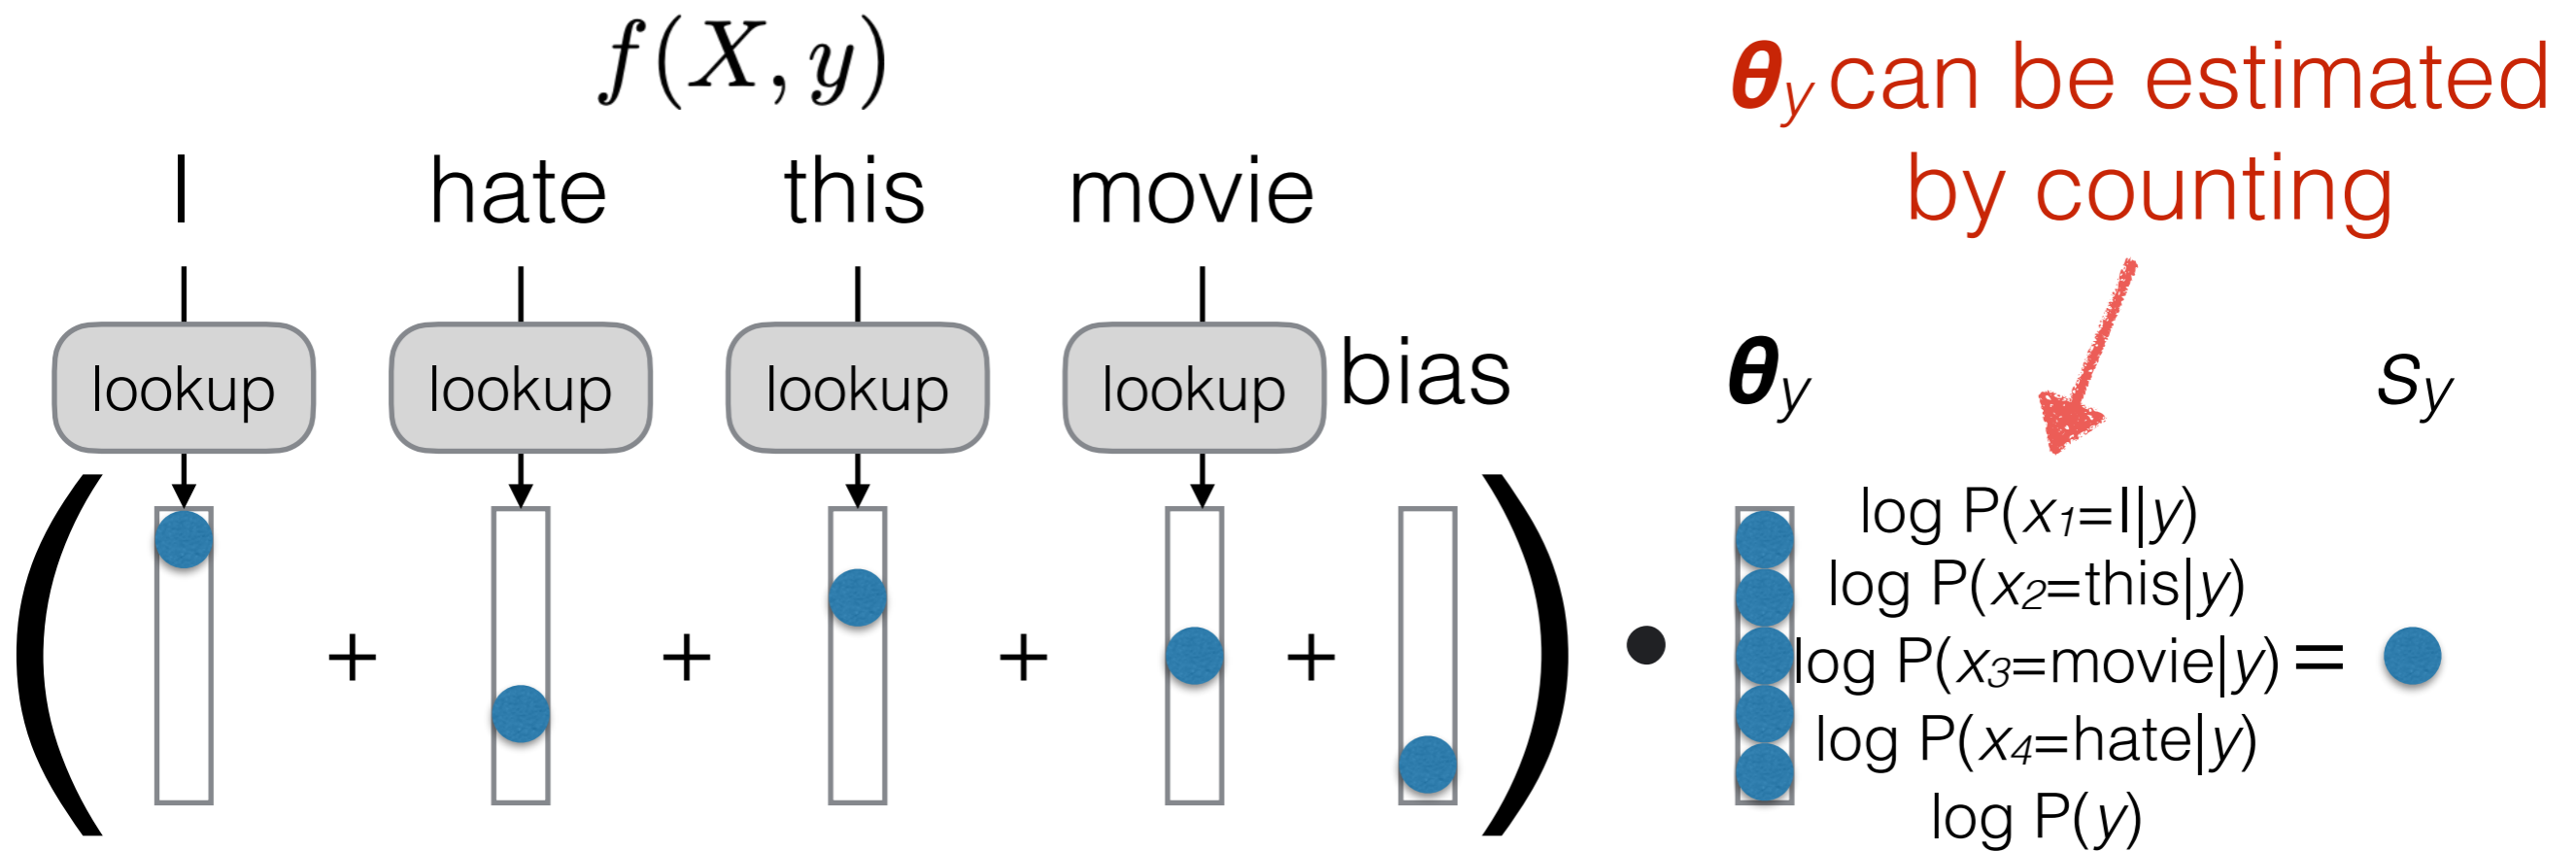 f(X, y)
θy can be estimated
by counting
I hate this movie
lookup lookup lookup lookup bias θy sy
log P(x1=I|y)
log P(x2=this|y)
+ + + + • log P(x3=movie|y) =
log P(x4=hate|y)
log P(y)